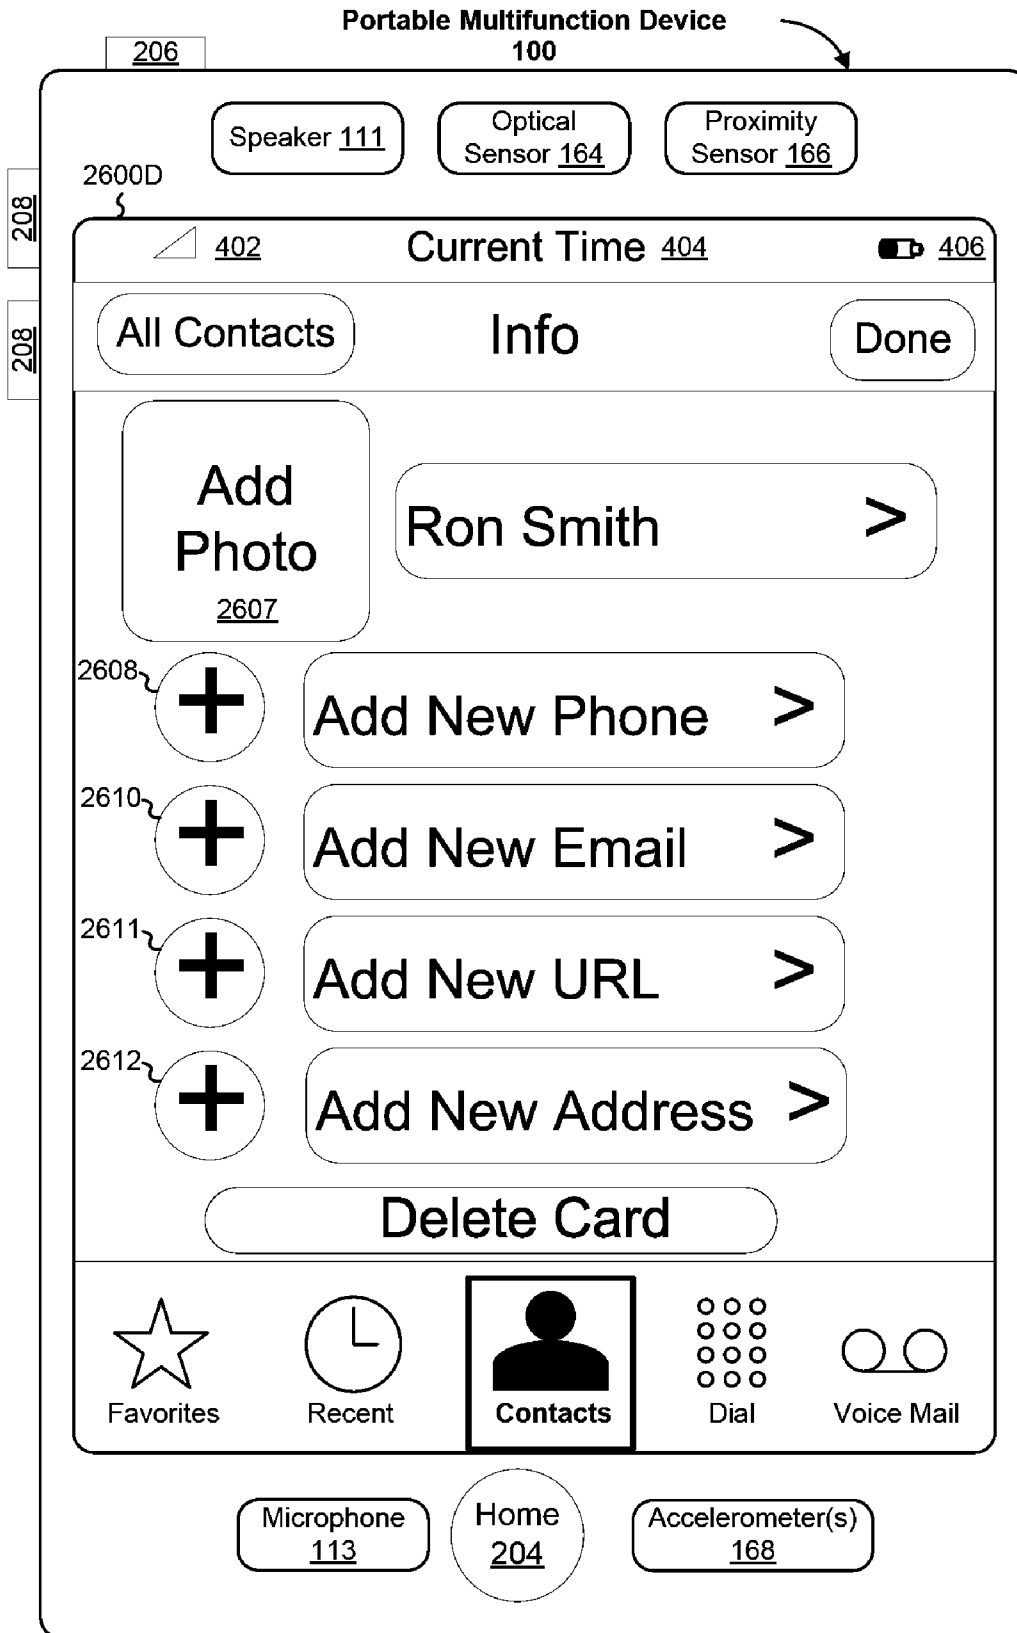 Portable Multifunction Device
100
206
Speaker 111
Optical
Sensor 164
Proximity
Sensor 166
2600D
208
208
402
Current Time 404
406
All Contacts
Info
Done
Add
Photo
2607
Ron Smith >
2608
+
Add New Phone >
2610
+
Add New Email >
2611
+
Add New URL >
2612
+
Add New Address >
Delete Card
Favorites
Recent
Contacts
Dial
Voice Mail
Microphone
113
Home
204
Accelerometer(s)
168